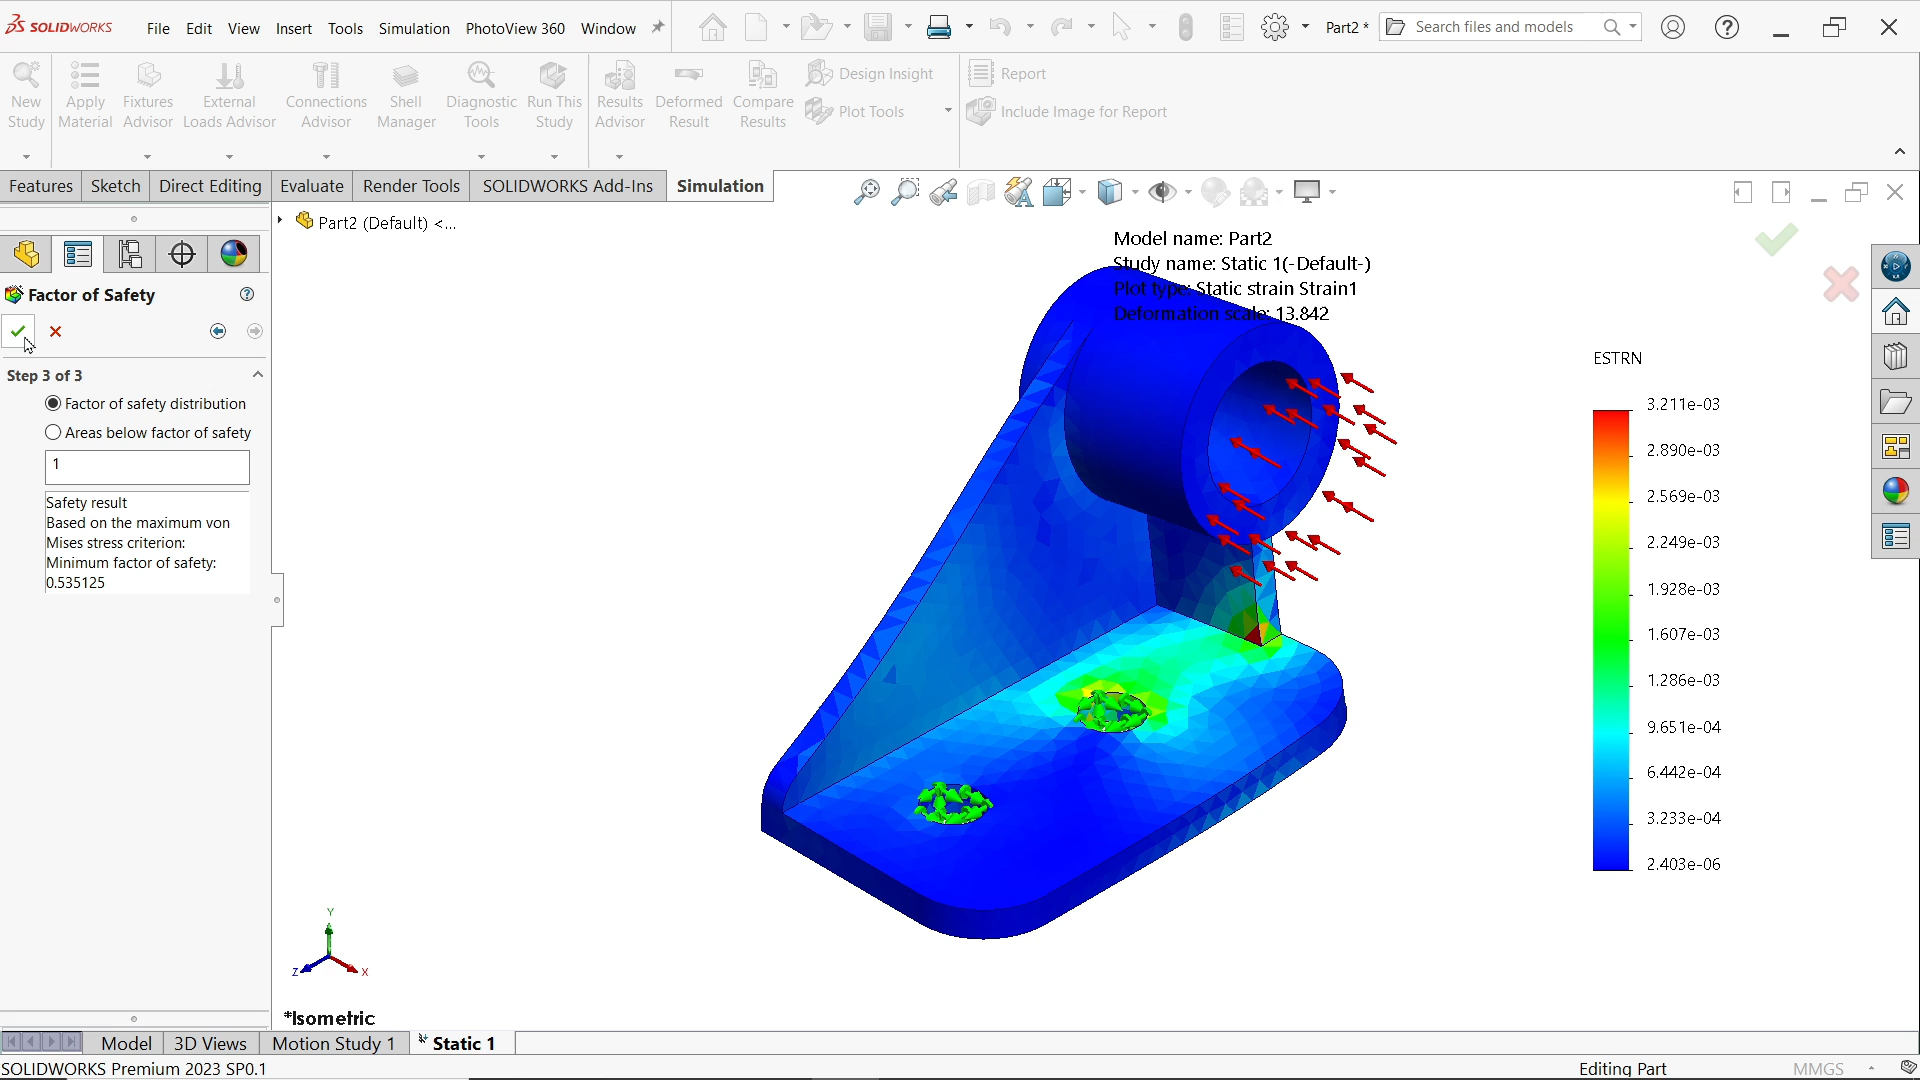 SOLIDWORKS File Edit View Insert Tools Simulation PhotoView 360 Window Part2 * Search files and models
New Study
Apply Material
Fixtures Advisor
External Loads Advisor
Connections Advisor
Shell Manager
Diagnostic Tools
Run This Study
Results Advisor
Deformed Result
Compare Results
Design Insight
Plot Tools
Report
Include Image for Report
Features Sketch Direct Editing Evaluate Render Tools SOLIDWORKS Add-Ins Simulation
Part2 (Default) <...
Factor of Safety
Step 3 of 3
Factor of safety distribution
Areas below factor of safety
1
Safety result
Based on the maximum von
Mises stress criterion:
Minimum factor of safety:
0.535125
Model name: Part2
Study name: Static 1(-Default-)
Plot type: Static strain Strain1
Deformation scale: 13.842
ESTRN
3.211e-03
2.890e-03
2.569e-03
2.249e-03
1.928e-03
1.607e-03
1.286e-03
9.651e-04
6.442e-04
3.233e-04
2.403e-06
Y
Z X
*Isometric
Model 3D Views Motion Study 1 Static 1
SOLIDWORKS Premium 2023 SP0.1 Editing Part MMGS